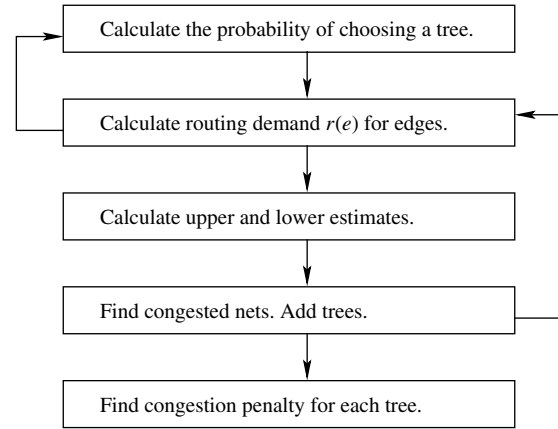 Calculate the probability of choosing a tree.
Calculate routing demand r(e) for edges.
Calculate upper and lower estimates.
Find congested nets. Add trees.
Find congestion penalty for each tree.